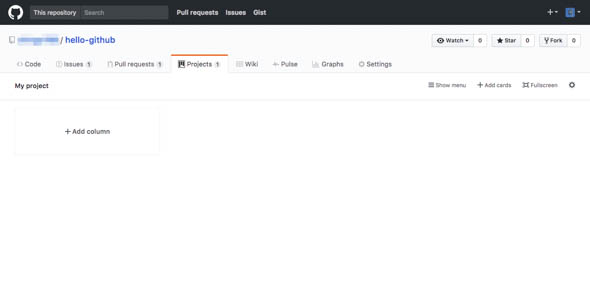 This repository Search Pull requests Issues Gist
/ hello-github Watch 0 Star 0 Fork 0
Code Issues 1 Pull requests 1 Projects 1 Wiki Pulse Graphs Settings
My project Show menu + Add cards Fullscreen
+ Add column